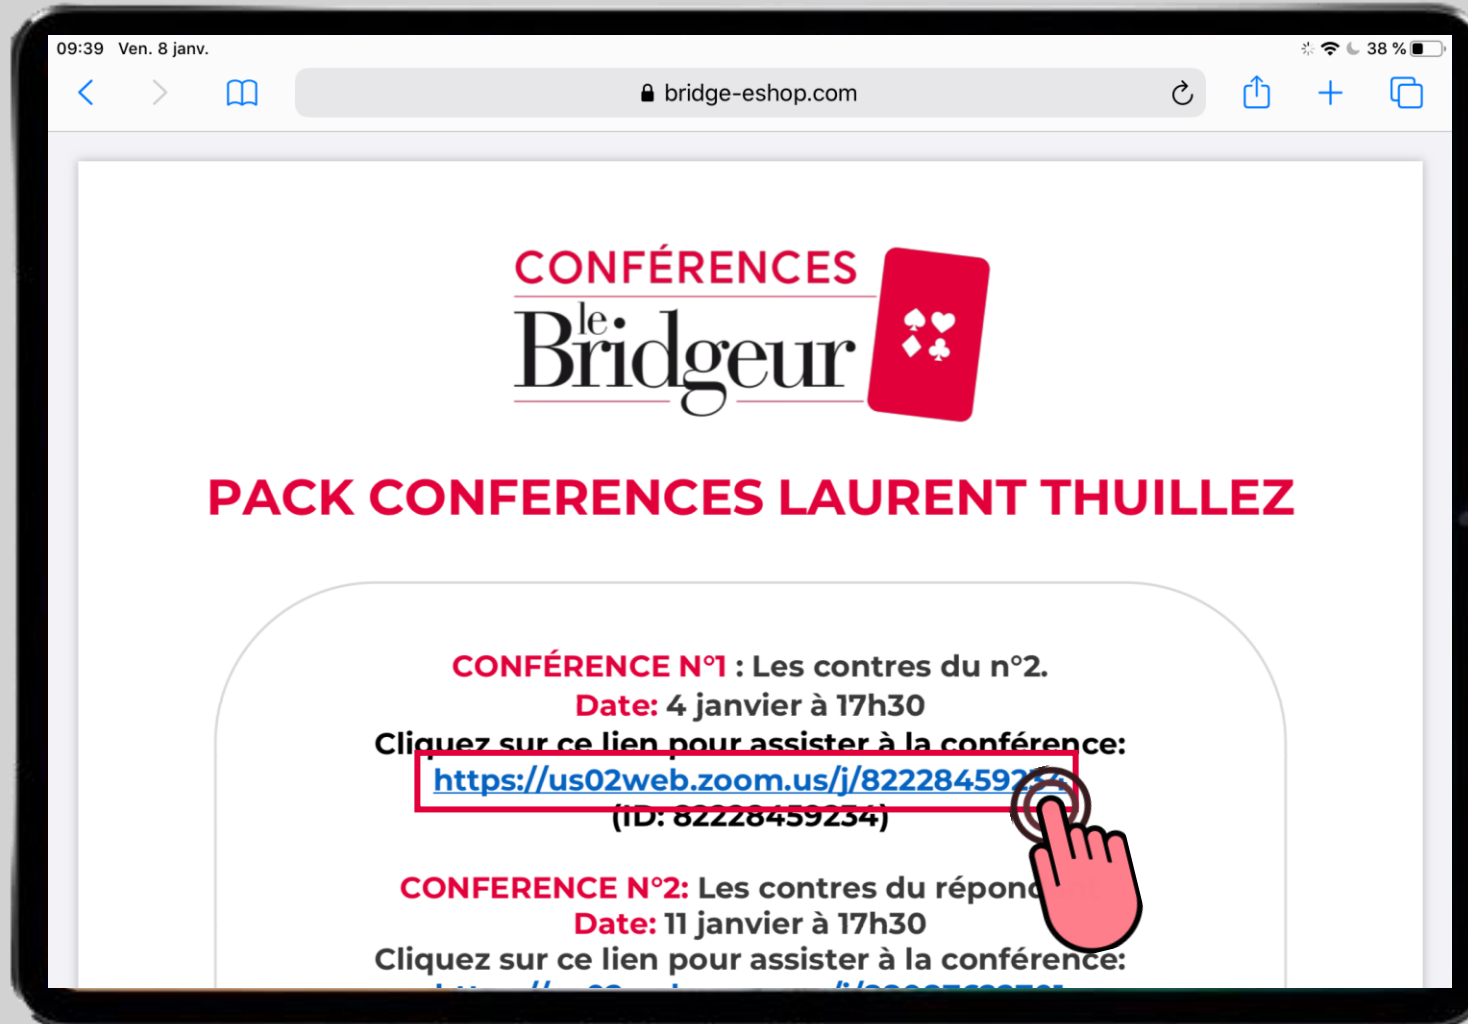 09:39 Ven. 8 janv.
38 %
bridge-eshop.com
CONFÉRENCES
le
Bridgeur
PACK CONFERENCES LAURENT THUILLEZ
CONFÉRENCE N°1 : Les contres du n°2.
Date: 4 janvier à 17h30
Cliquez sur ce lien pour assister à la conférence:
https://us02web.zoom.us/j/82228459234
(ID: 82228459234)
CONFERENCE N°2: Les contres du
Date: 11 janvier à 17h30
Cliquez sur ce lien pour assister à la conférence: